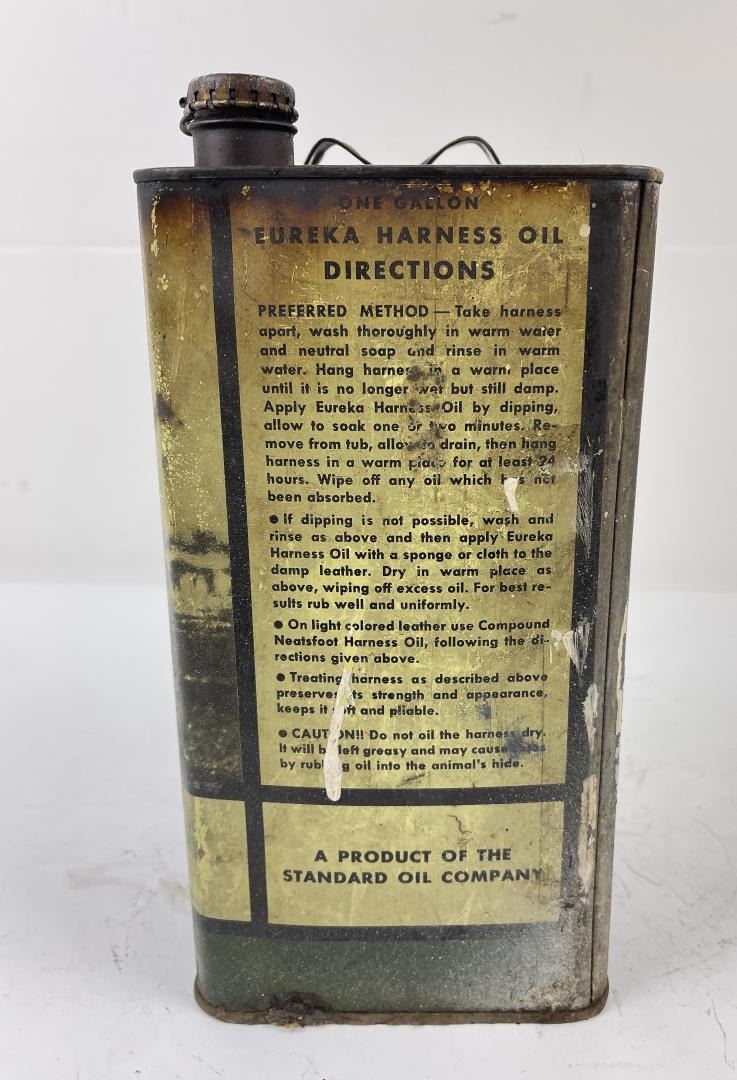 ONE GALLON
EUREKA HARNESS OIL
DIRECTIONS
PREFERRED METHOD — Take harness
apart, wash thoroughly in warm water
and neutral soap and rinse in warm
water. Hang harness in a warm place
until it is no longer wet but still damp.
Apply Eureka Harness Oil by dipping,
allow to soak one or two minutes. Re-
move from tub, allow to drain, then hang
harness in a warm place for at least 24
hours. Wipe off any oil which has not
been absorbed.
● If dipping is not possible, wash and
rinse as above and then apply Eureka
Harness Oil with a sponge or cloth to the
damp leather. Dry in warm place as
above, wiping off excess oil. For best re-
sults rub well and uniformly.
● On light colored leather use Compound
Neatsfoot Harness Oil, following the di-
rections given above.
● Treating harness as described above
preserves its strength and appearance,
keeps it soft and pliable.
● CAUTION!! Do not oil the harness dry.
It will be left greasy and may cause
by rubbing oil into the animal's hide.
A PRODUCT OF THE
STANDARD OIL COMPANY